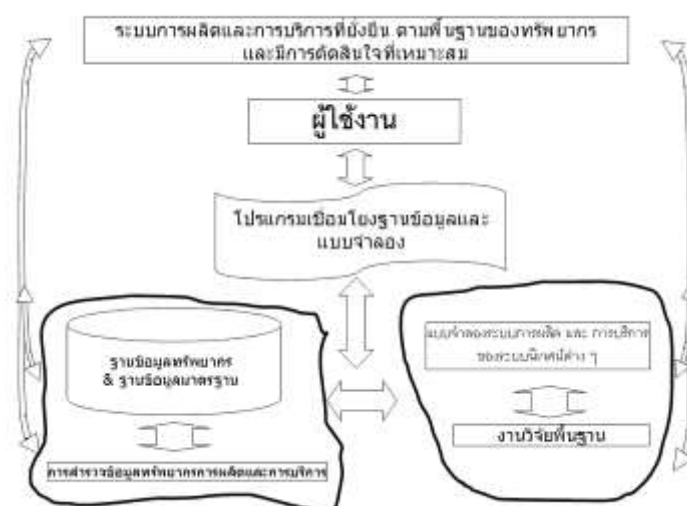 ระบบการผลิตและการบริการที่ยั่งยืน ตามพื้นฐานของทรัพยากร
และมีการตัดสินใจที่เหมาะสม
ผู้ใช้งาน
โปรแกรมเชื่อมโยงฐานข้อมูลและ
แบบจำลอง
ฐานข้อมูลทรัพยากร
& ฐานข้อมูลมาตรฐาน
การสำรวจข้อมูลทรัพยากรการผลิตและการบริการ
แบบจำลองระบบการผลิต และ การบริการ
ของระบบนิเวศน์ต่าง ๆ
งานวิจัยพื้นฐาน